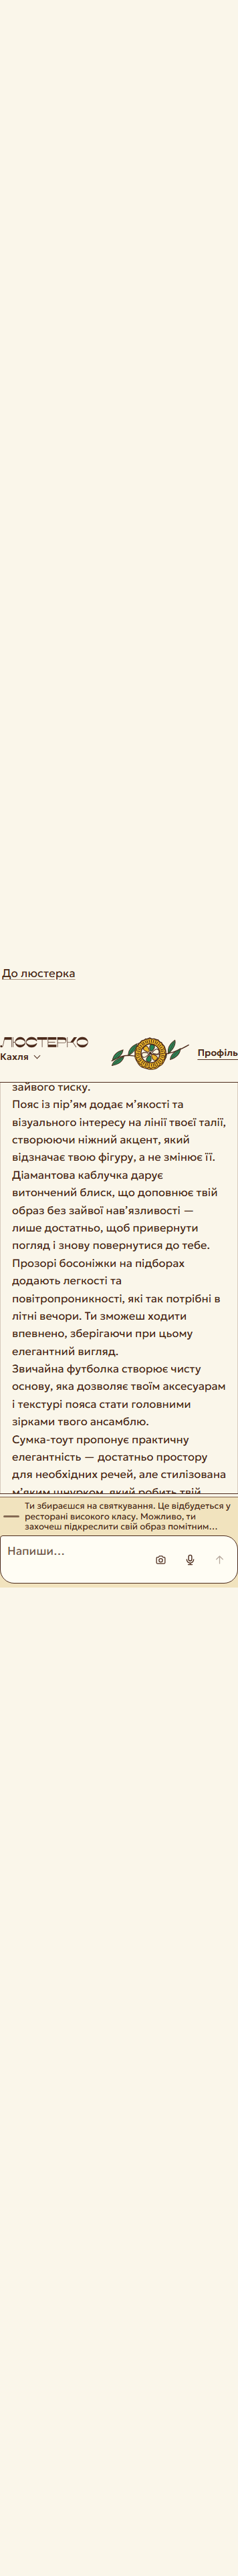 До люстерка
ЛЮСТЕРКО
Кахля
Профіль
зайвого тиску.
Пояс із пір’ям додає м’якості та
візуального інтересу на лінії твоєї талії,
створюючи ніжний акцент, який
відзначає твою фігуру, а не змінює її.
Діамантова каблучка дарує
витончений блиск, що доповнює твій
образ без зайвої нав’язливості —
лише достатньо, щоб привернути
погляд і знову повернутися до тебе.
Прозорі босоніжки на підборах
додають легкості та
повітропроникності, які так потрібні в
літні вечори. Ти зможеш ходити
впевнено, зберігаючи при цьому
елегантний вигляд.
Звичайна футболка створює чисту
основу, яка дозволяє твоїм аксесуарам
і текстурі пояса стати головними
зірками твого ансамблю.
Сумка-тоут пропонує практичну
елегантність — достатньо простору
для необхідних речей, але стилізована
м’яким шнурком, який робить твій
Ти збираєшся на святкування. Це відбудеться у
ресторані високого класу. Можливо, ти
захочеш підкреслити свій образ помітним…
Напиши…